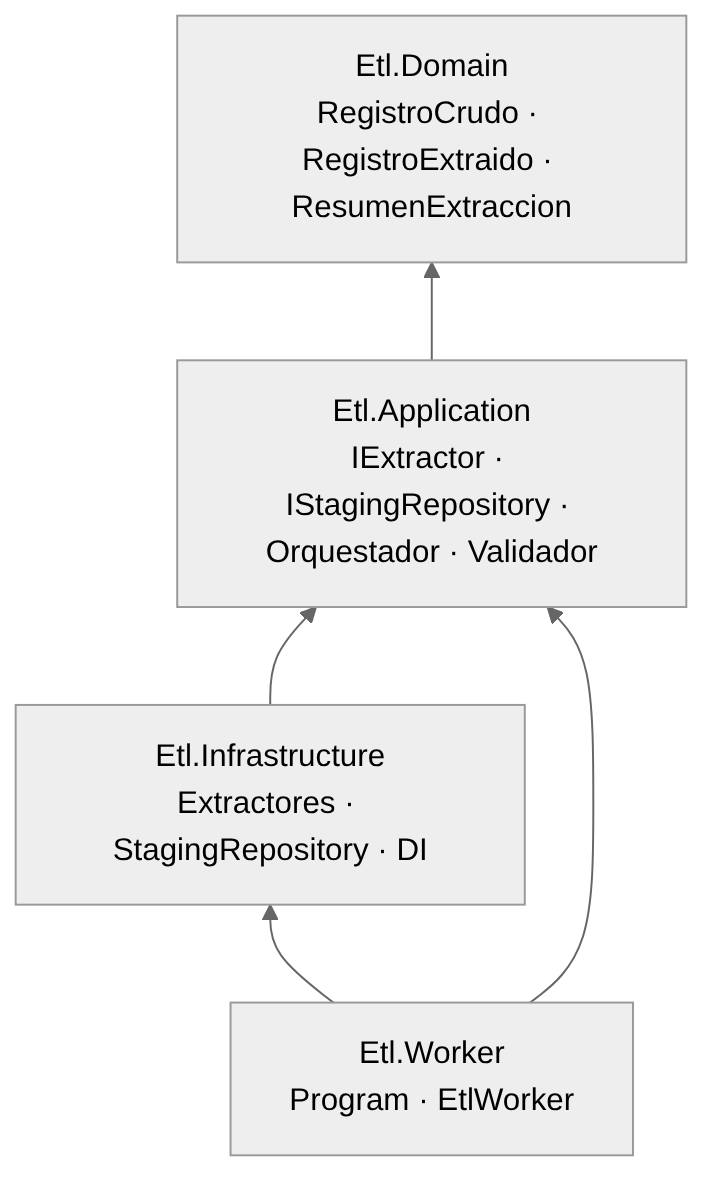 Etl.Domain
RegistroCrudo ·
RegistroExtraido ·
ResumenExtraccion
Etl.Application
IExtractor ·
IStagingRepository ·
Orquestador · Validador
Etl.Infrastructure
Extractores ·
StagingRepository · DI
Etl.Worker
Program · EtlWorker